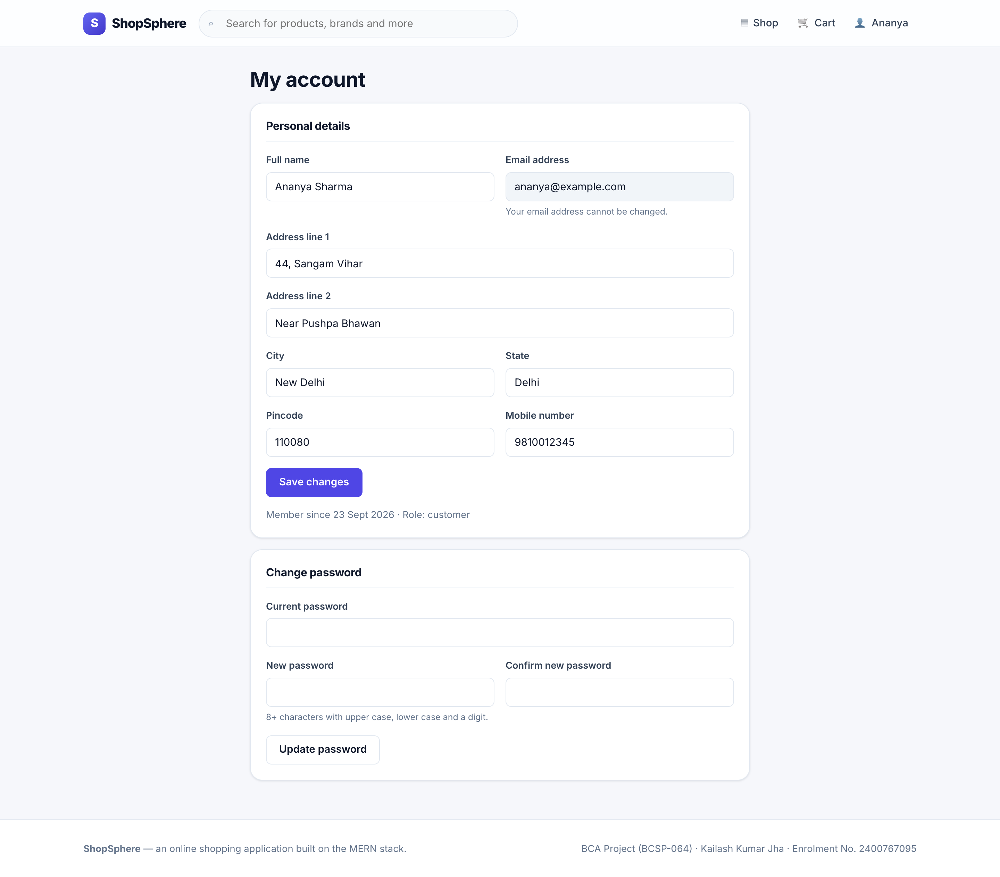 S ShopSphere Search for products, brands and more Shop Cart Ananya
My account
Personal details
Full name Email address
Ananya Sharma ananya@example.com
Your email address cannot be changed.
Address line 1
44, Sangam Vihar
Address line 2
Near Pushpa Bhawan
City State
New Delhi Delhi
Pincode Mobile number
110080 9810012345
Save changes
Member since 23 Sept 2026 · Role: customer
Change password
Current password
New password Confirm new password
8+ characters with upper case, lower case and a digit.
Update password
ShopSphere — an online shopping application built on the MERN stack. BCA Project (BCSP-064) · Kailash Kumar Jha · Enrolment No. 2400767095